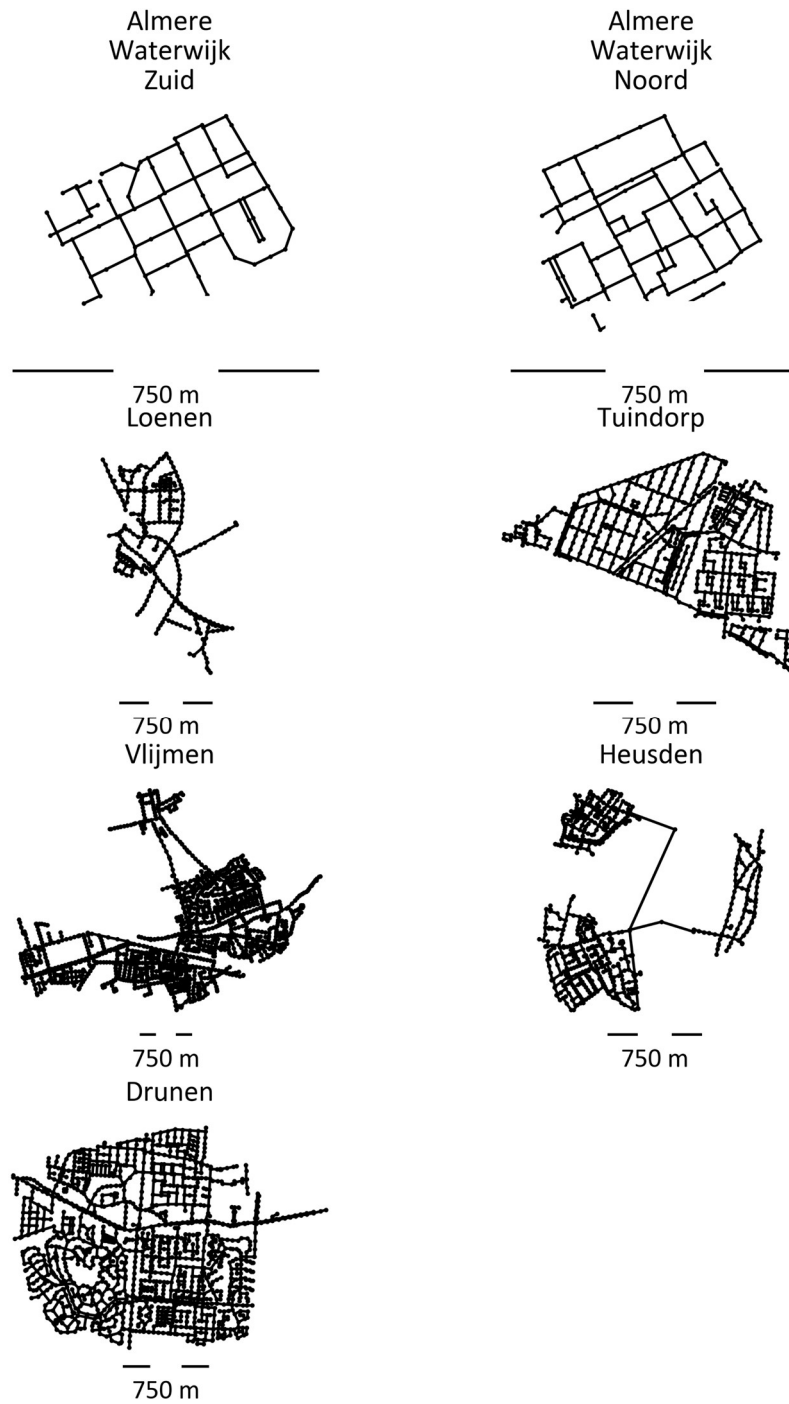 Almere
Waterwijk
Zuid
Almere
Waterwijk
Noord
750 m
750 m
Loenen
Tuindorp
750 m
750 m
Vlijmen
Heusden
750 m
750 m
Drunen
750 m